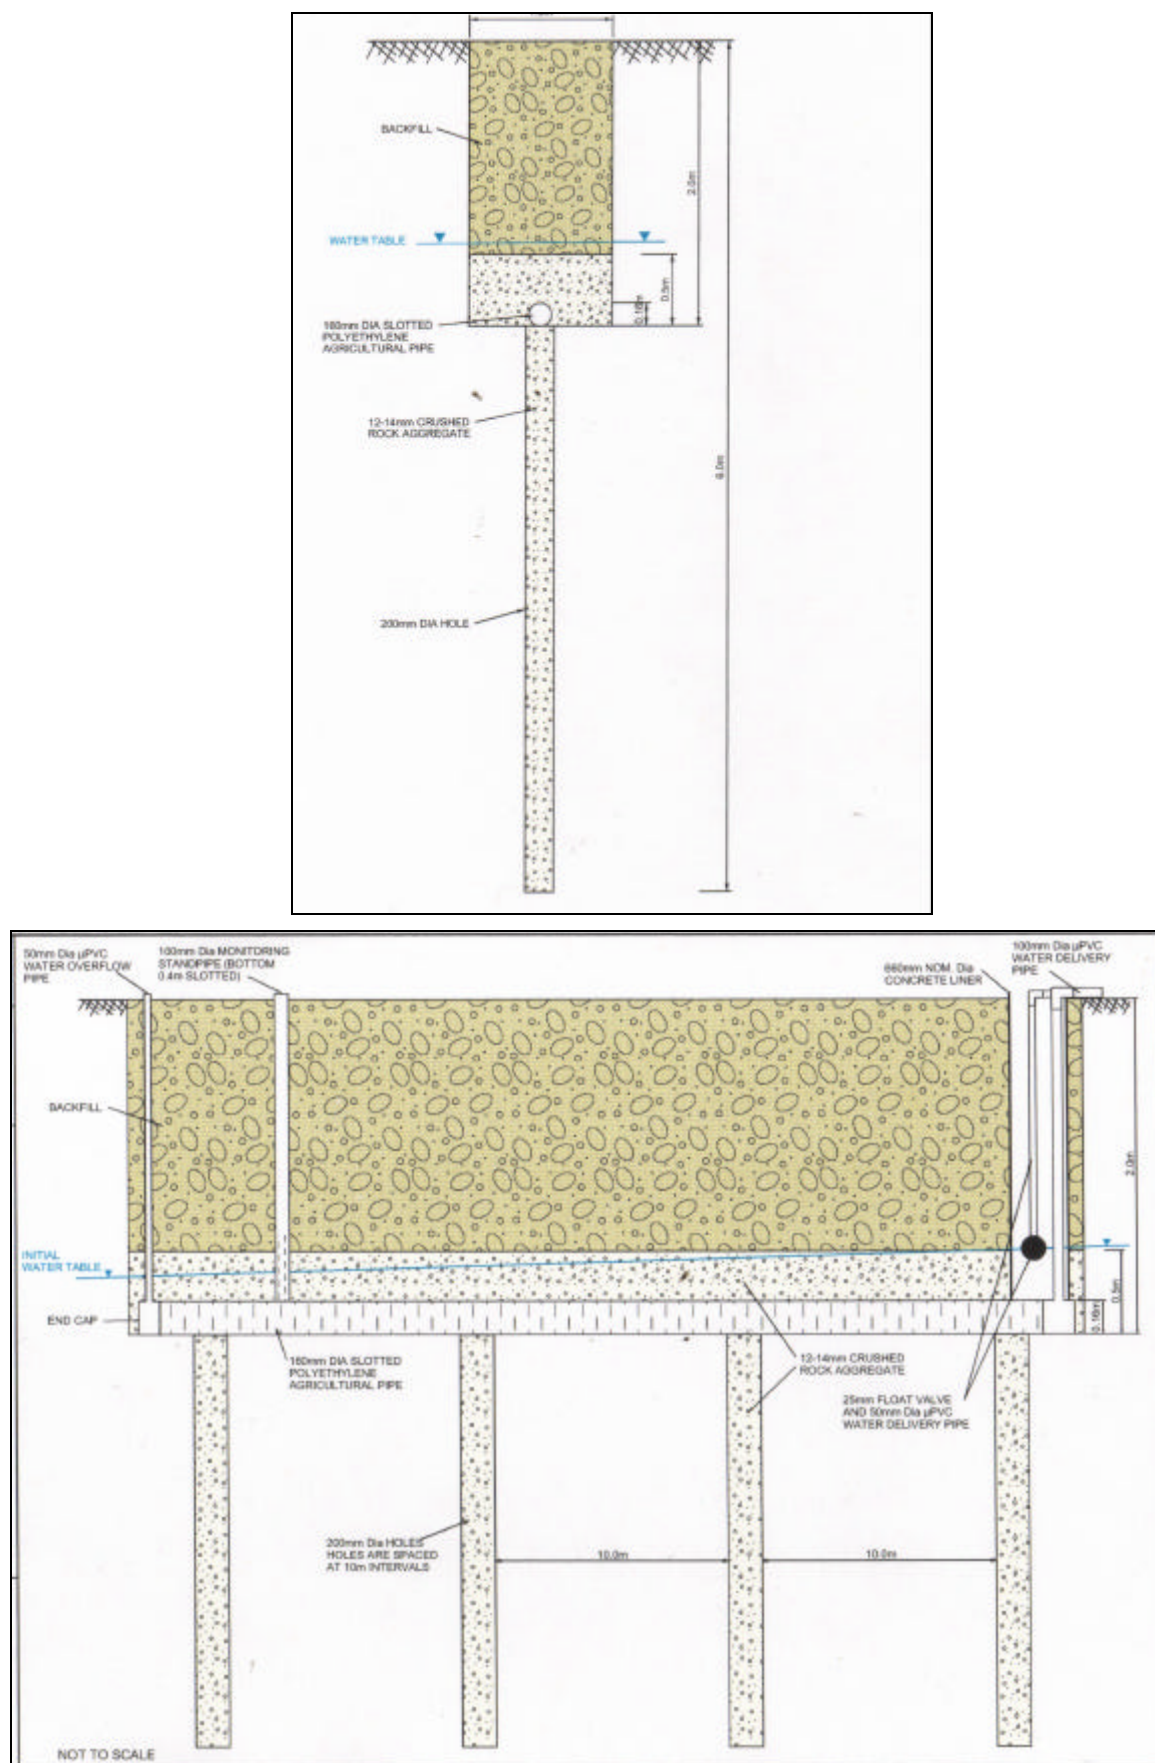 BACKFILL
2.0m
WATER TABLE
0.5m
0.16m
160mm DIA SLOTTED
POLYETHYLENE
AGRICULTURAL PIPE
12-14mm CRUSHED
ROCK AGGREGATE
6.0m
200mm DIA HOLE
50mm Dia µPVC
WATER OVERFLOW
PIPE
100mm Dia MONITORING
STANDPIPE (BOTTOM
0.4m SLOTTED)
660mm NOM. Dia
CONCRETE LINER
100mm Dia µPVC
WATER DELIVERY
PIPE
BACKFILL
2.0m
INITIAL
WATER TABLE
0.5m
0.16m
END CAP
160mm DIA SLOTTED
POLYETHYLENE
AGRICULTURAL PIPE
12-14mm CRUSHED
ROCK AGGREGATE
25mm FLOAT VALVE
AND 50mm Dia µPVC
WATER DELIVERY PIPE
200mm Dia HOLES
HOLES ARE SPACED
AT 10m INTERVALS
10.0m
10.0m
NOT TO SCALE